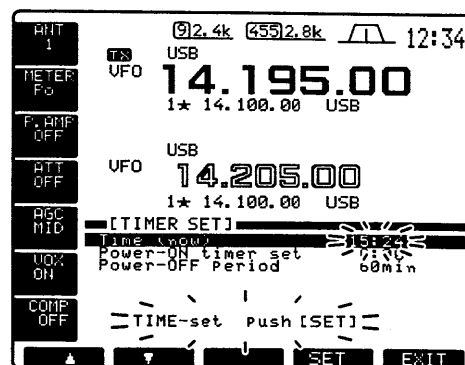 ANT 1
[9]2.4k [455]2.8k 12:34
TX USB
VFO 14.195.00
1★ 14.100.00 USB
METER Po
P.AMP OFF
USB
VFO 14.205.00
1★ 14.100.00 USB
ATT OFF
AGC MID
[TIMER SET]
Time (now) 15:24
Power-ON timer set
Power-OFF Period 60min
VOX ON
COMP OFF
TIME-set Push [SET]
▲ ▼ SET EXIT